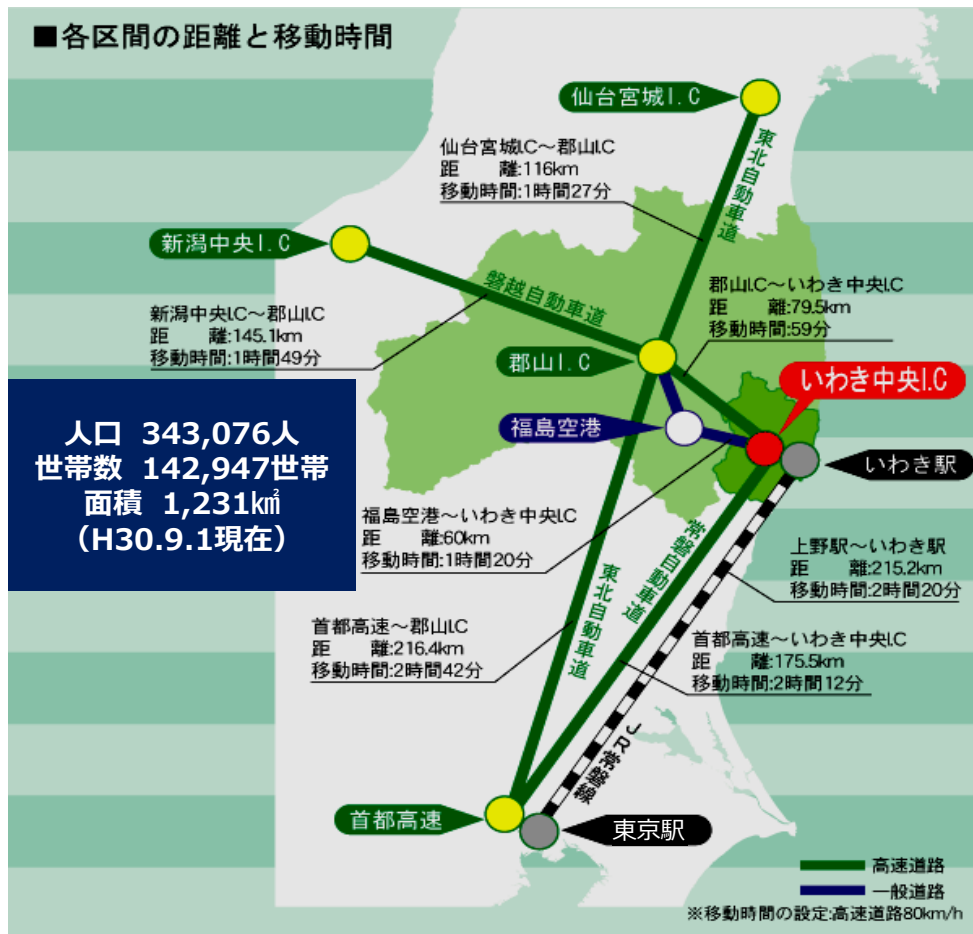 ■各区間の距離と移動時間
仙台宮城I.C
東北自動車道
仙台宮城I.C～郡山I.C
距　離:116km
移動時間:1時間27分
新潟中央I.C
磐越自動車道
新潟中央I.C～郡山I.C
距　離:145.1km
移動時間:1時間49分
郡山I.C～いわき中央I.C
距　離:79.5km
移動時間:59分
郡山I.C
いわき中央I.C
福島空港
いわき駅
人口 343,076人
世帯数 142,947世帯
面積 1,231㎢
（H30.9.1現在）
福島空港～いわき中央I.C
距　離:60km
移動時間:1時間20分
常磐自動車道
東北自動車道
上野駅～いわき駅
距　離:215.2km
移動時間:2時間20分
首都高速～郡山I.C
距　離:216.4km
移動時間:2時間42分
首都高速～いわき中央I.C
距　離:175.5km
移動時間:2時間12分
JR常磐線
首都高速
東京駅
高速道路
一般道路
※移動時間の設定:高速道路80km/h